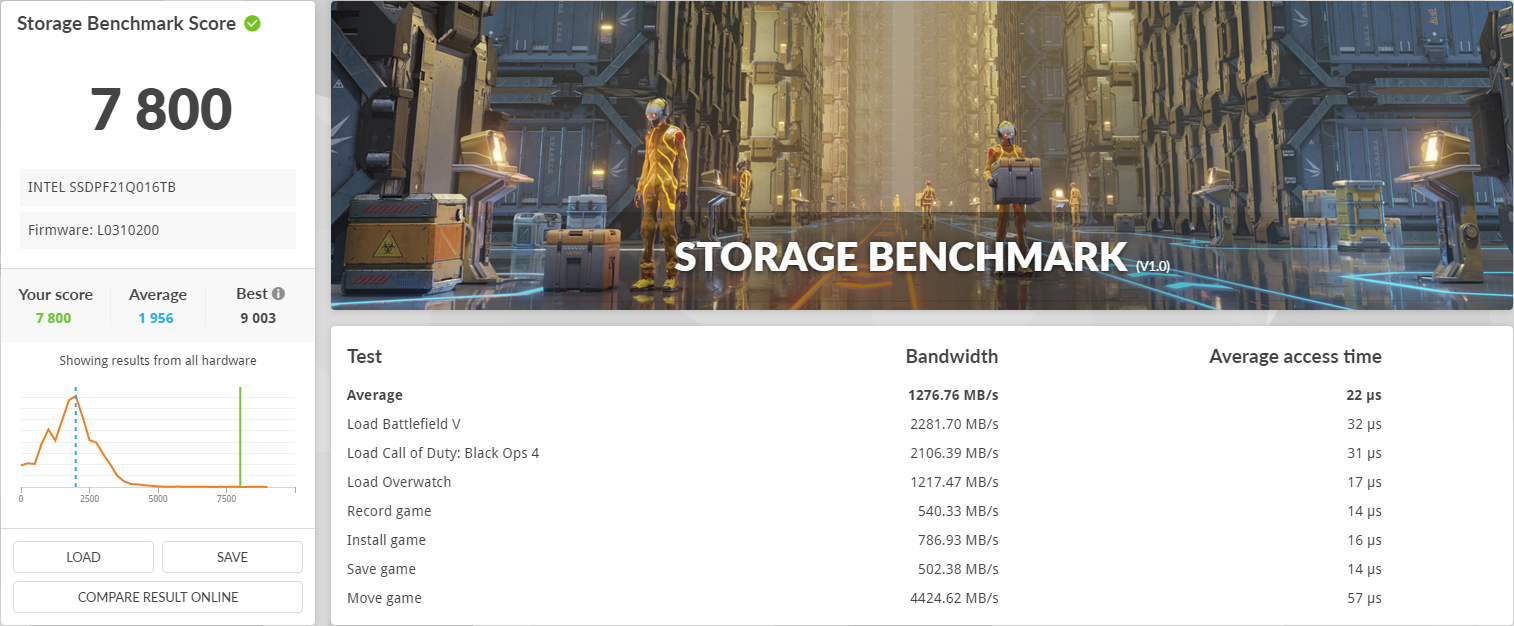 Storage Benchmark Score
7 800
INTEL SSDPF21Q016TB
Firmware: L0310200
Your score Average Best
7 800 1 956 9 003
Showing results from all hardware
0 2500 5000 7500
LOAD SAVE
COMPARE RESULT ONLINE
STORAGE BENCHMARK (V1.0)
Test Bandwidth Average access time
Average 1276.76 MB/s 22 µs
Load Battlefield V 2281.70 MB/s 32 µs
Load Call of Duty: Black Ops 4 2106.39 MB/s 31 µs
Load Overwatch 1217.47 MB/s 17 µs
Record game 540.33 MB/s 14 µs
Install game 786.93 MB/s 16 µs
Save game 502.38 MB/s 14 µs
Move game 4424.62 MB/s 57 µs